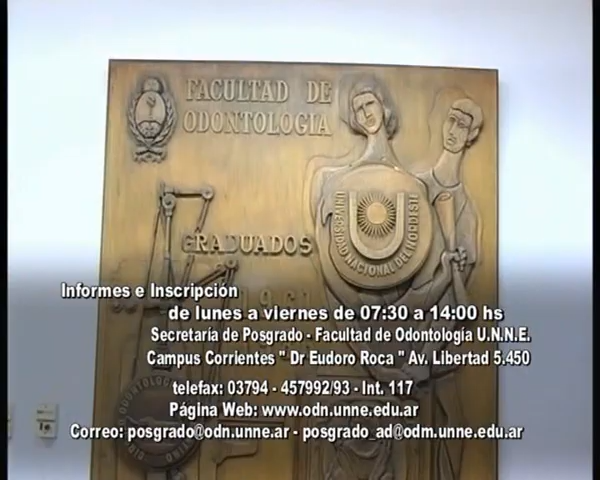 FACULTAD DE
ODONTOLOGIA
GRADUADOS
UNIVERSIDAD NACIONAL DEL NORDESTE
Informes e Inscripción
de lunes a viernes de 07:30 a 14:00 hs
Secretaría de Posgrado - Facultad de Odontología U.N.N.E.
Campus Corrientes " Dr Eudoro Roca " Av. Libertad 5.450
telefax: 03794 - 457992/93 - Int. 117
Página Web: www.odn.unne.edu.ar
Correo: posgrado@odn.unne.ar - posgrado_ad@odm.unne.edu.ar